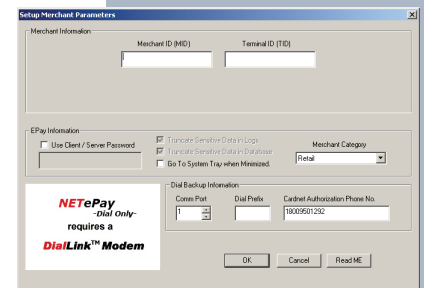 Setup Merchant Parameters
Merchant Information
Merchant ID (MID) Terminal ID (TID)
EPay Information
Use Client / Server Password
Truncate Sensitive Data in Logs
Truncate Sensitive Data in Database
Go To System Tray when Minimized.
Merchant Category
Retail
NETePay
-Dial Only-
requires a
DialLink™ Modem
Dial Backup Information
Comm Port Dial Prefix Cardnet Authorization Phone No.
1 18009501292
OK Cancel Read ME